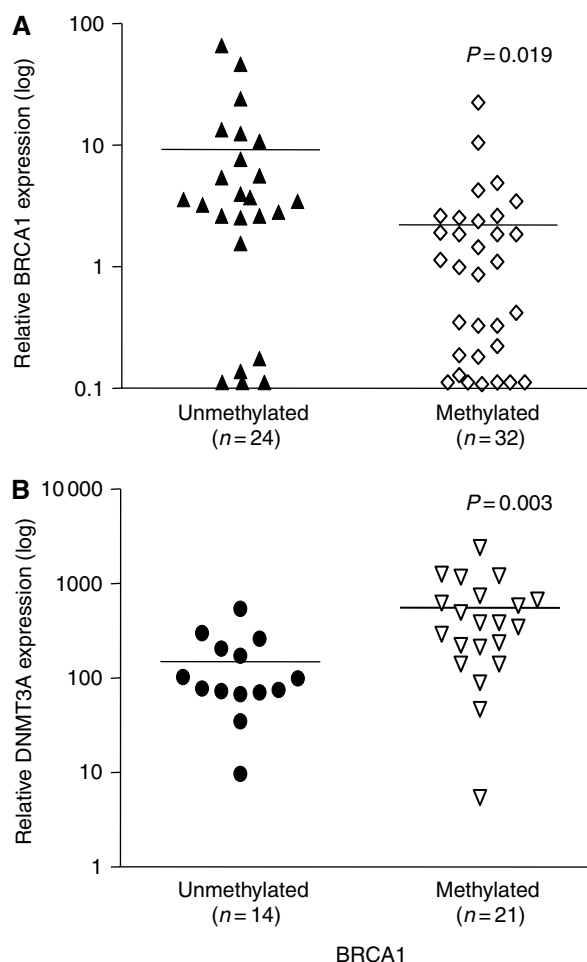 A
Relative BRCA1 expression (log)
100
10
1
0.1
P = 0.019
Unmethylated
(n = 24)
Methylated
(n = 32)
B
Relative DNMT3A expression (log)
10 000
1000
100
10
1
P = 0.003
Unmethylated
(n = 14)
Methylated
(n = 21)
BRCA1